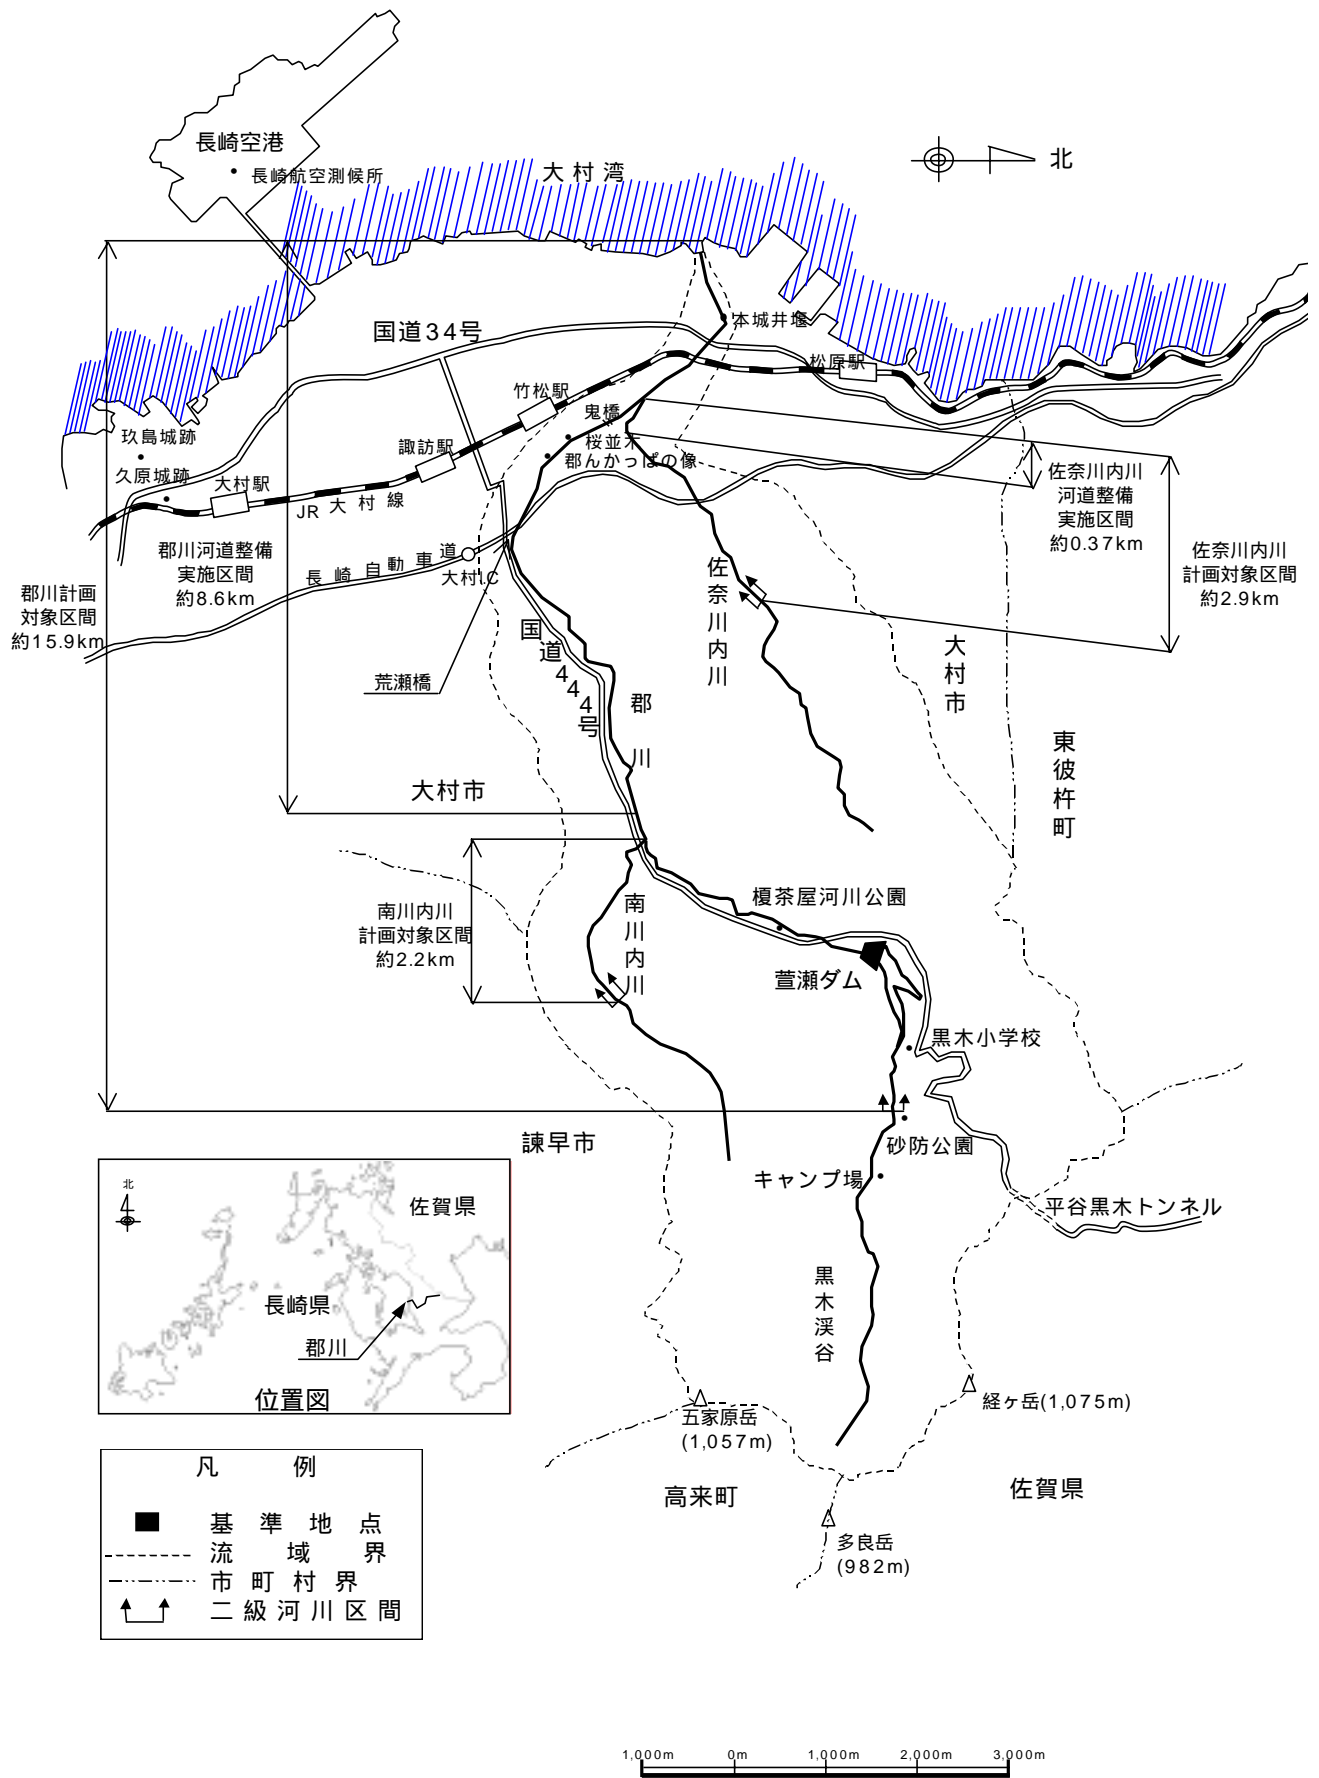 長崎空港
長崎航空測候所
大村湾
北
本城井堰
国道34号
松原駅
竹松駅
鬼橋
桜並木
郡んかっぱの像
諏訪駅
玖島城跡
久原城跡
大村駅
JR大村線
佐奈川内川
河道整備
実施区間
約0.37km
佐奈川内川
計画対象区間
約2.9km
郡川河道整備
実施区間
約8.6km
郡川計画
対象区間
約15.9km
長崎自動車道
大村I.C
佐奈川内川
国道444号
荒瀬橋
大村市
郡川
東彼杵町
大村市
榎茶屋河川公園
南川内川
計画対象区間
約2.2km
南川内川
萱瀬ダム
黒木小学校
砂防公園
諫早市
キャンプ場
平谷黒木トンネル
北
佐賀県
長崎県
郡川
位置図
黒木渓谷
五家原岳
(1,057m)
経ヶ岳(1,075m)
高来町
佐賀県
多良岳
(982m)
凡例
基準地点
流域界
市町村界
二級河川区間
1,000m 0m 1,000m 2,000m 3,000m